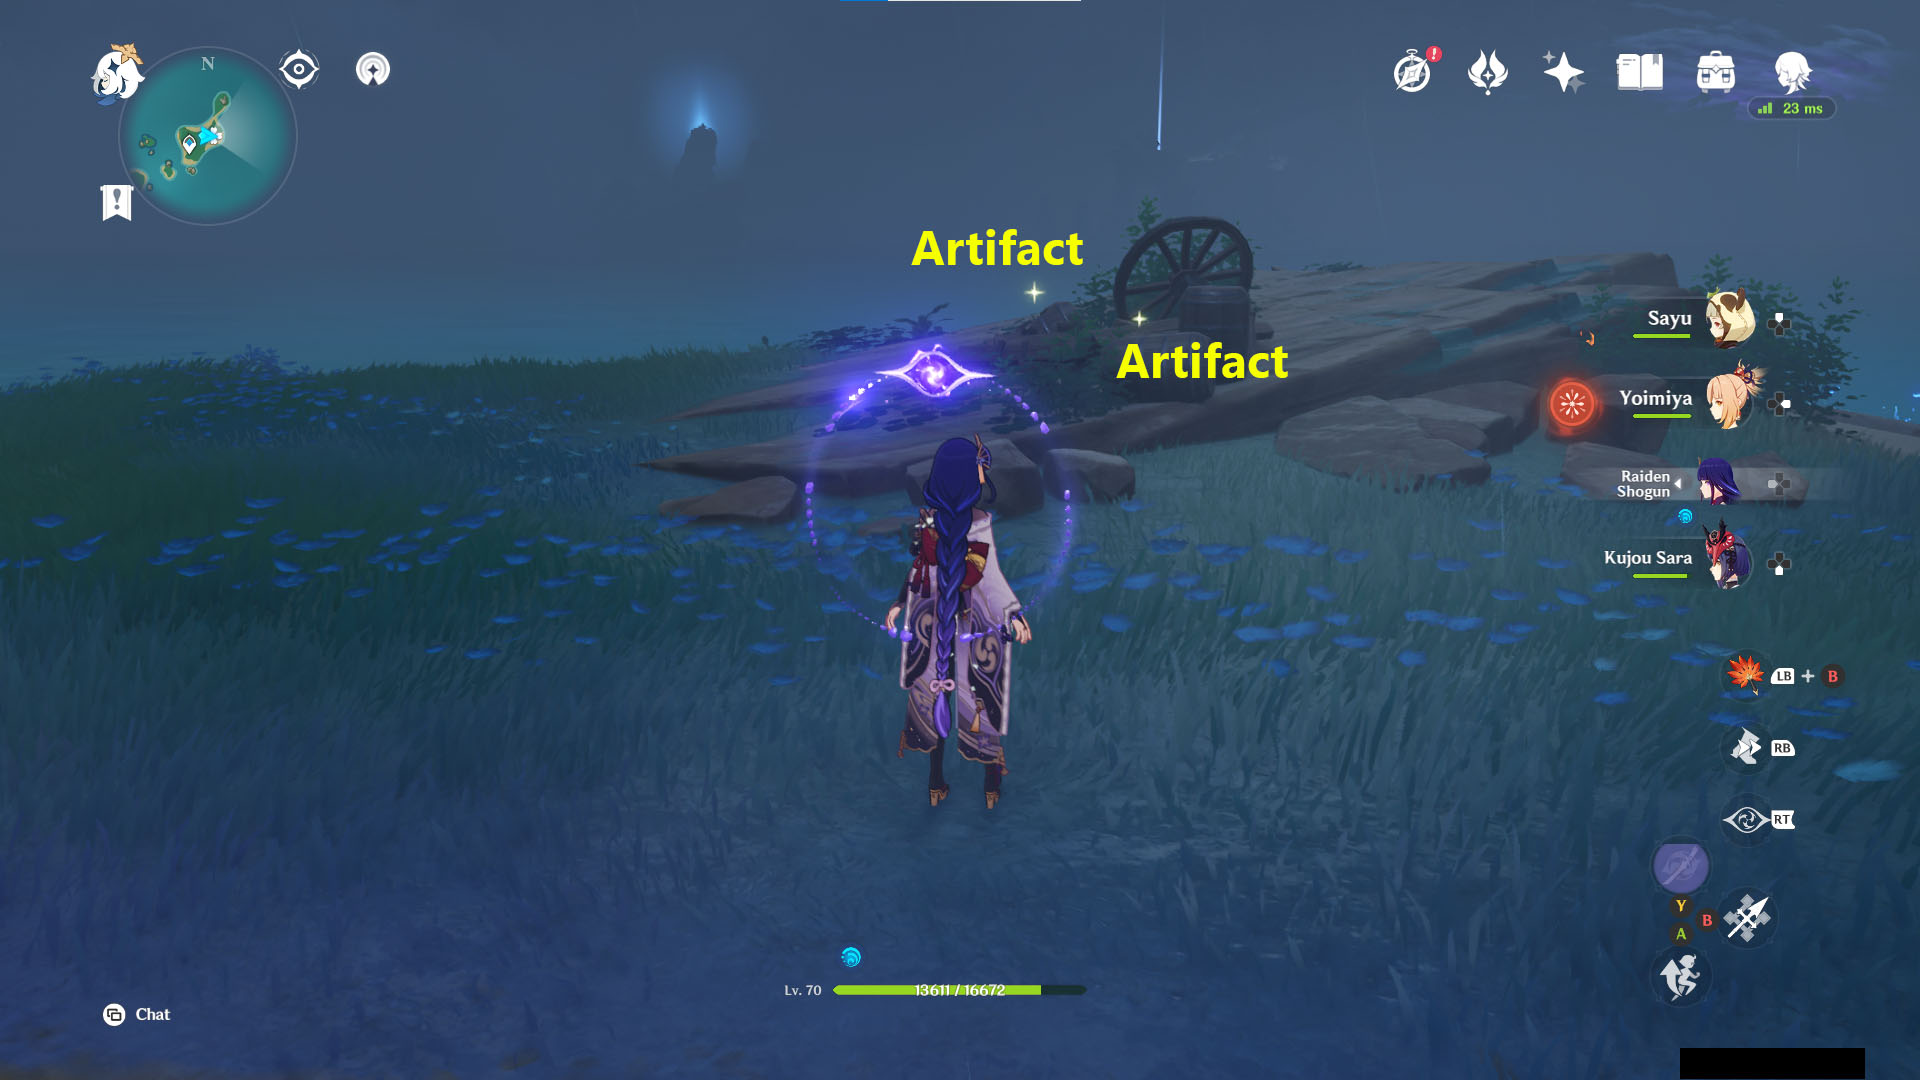 N
23 ms
Artifact
Artifact
Sayu
Yoimiya
Raiden
Shogun
Kujou Sara
LB + B
RB
RT
Y
B
A
Lv. 70
13611 / 16672
Chat